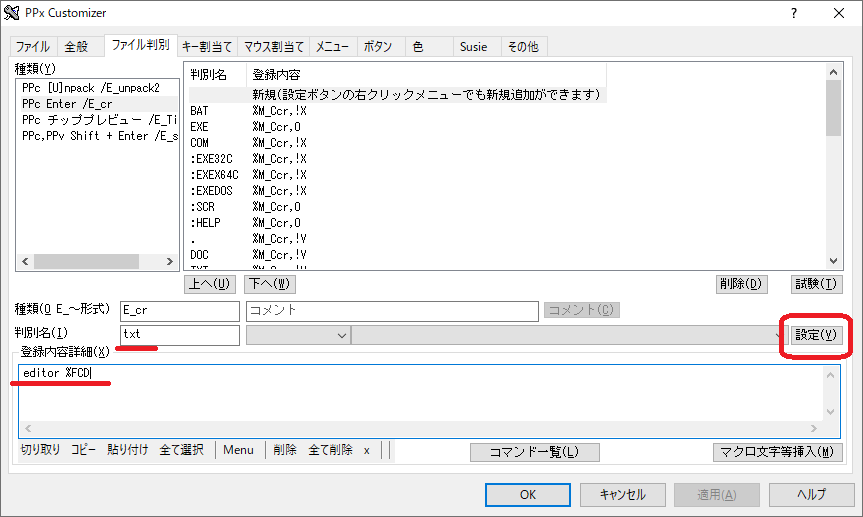 PPx Customizer
ファイル 全般 ファイル判別 キー割当て マウス割当て メニュー ボタン 色 Susie その他
種類(Y)
PPc [U]npack /E_unpack2
PPc Enter /E_cr
PPc チッププレビュー /E_Ti
PPc,PPv Shift + Enter /E_s
判別名 登録内容
新規(設定ボタンの右クリックメニューでも新規追加ができます)
BAT %M_Ccr,!X
EXE %M_Ccr,O
COM %M_Ccr,!X
:EXE32C %M_Ccr,!X
:EXEX64C %M_Ccr,!X
:EXEDOS %M_Ccr,!X
:SCR %M_Ccr,O
:HELP %M_Ccr,O
. %M_Ccr,!Y
DOC %M_Ccr,!Y
上へ(U) 下へ(W) 削除(D) 試験(T)
種類(Q E_～形式) E_cr コメント コメント(C)
判別名(I) txt 設定(V)
登録内容詳細(X)
editor %FCD
切り取り コピー 貼り付け 全て選択 Menu 削除 全て削除 x
コマンド一覧(L) マクロ文字等挿入(M)
OK キャンセル 適用(A) ヘルプ